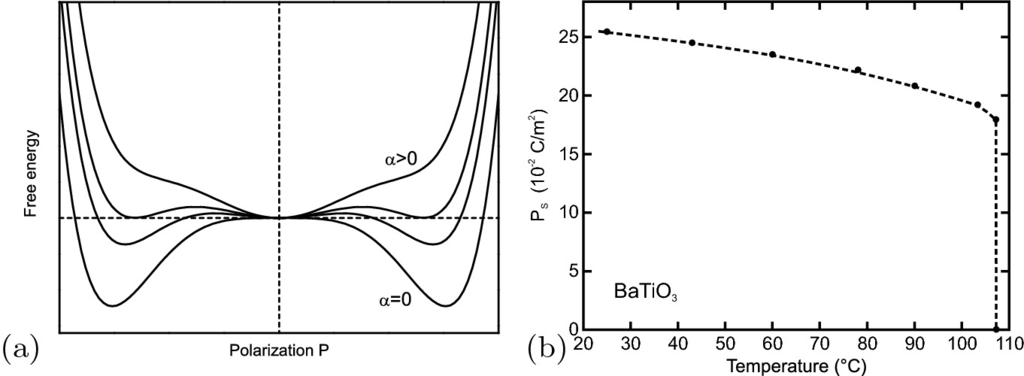 Free energy
α>0
α=0
Polarization P
(a)
P_s (10⁻² C/m²)
25
20
15
10
5
0
BaTiO₃
20 30 40 50 60 70 80 90 100 110
Temperature (°C)
(b)